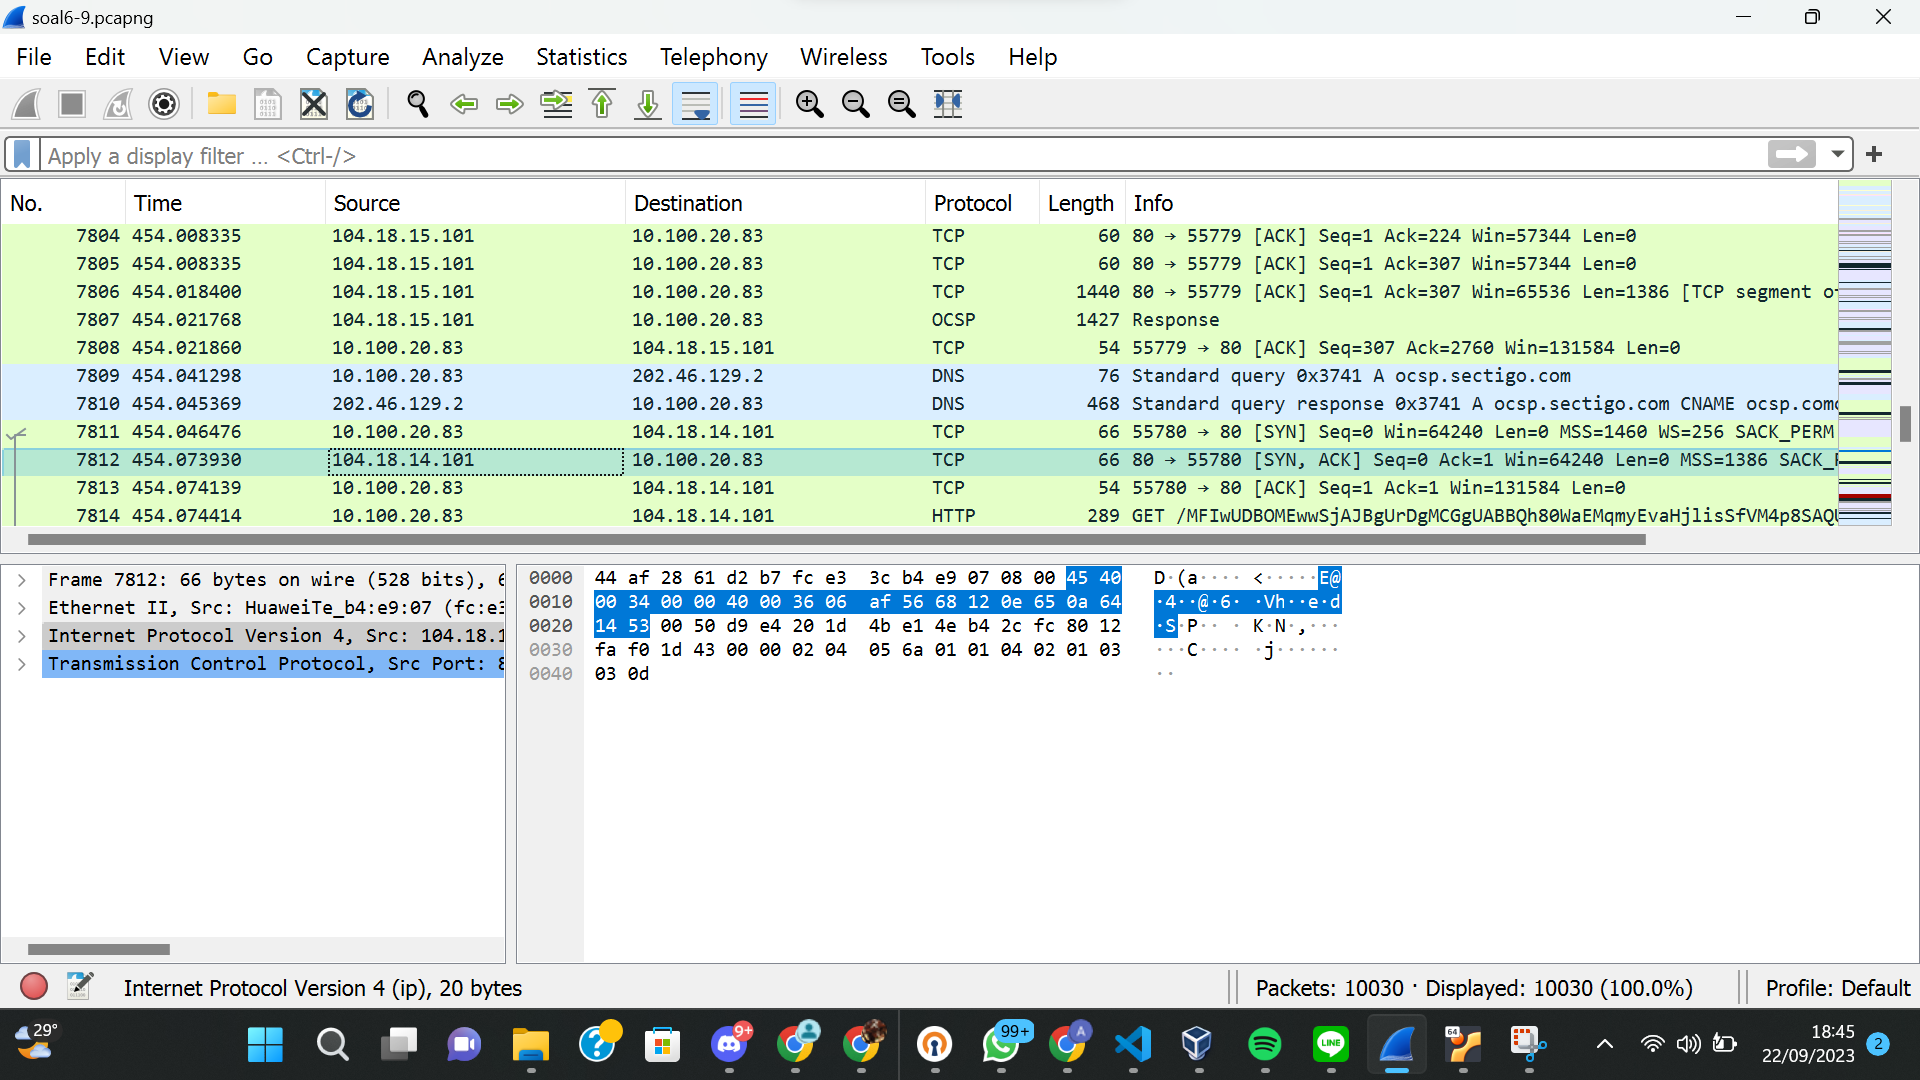 soal6-9.pcapng
File Edit View Go Capture Analyze Statistics Telephony Wireless Tools Help
Apply a display filter … <Ctrl-/>
No. Time Source Destination Protocol Length Info
7804 454.008335 104.18.15.101 10.100.20.83 TCP 60 80 → 55779 [ACK] Seq=1 Ack=224 Win=57344 Len=0
7805 454.008335 104.18.15.101 10.100.20.83 TCP 60 80 → 55779 [ACK] Seq=1 Ack=307 Win=57344 Len=0
7806 454.018400 104.18.15.101 10.100.20.83 TCP 1440 80 → 55779 [ACK] Seq=1 Ack=307 Win=65536 Len=1386 [TCP segment o
7807 454.021768 104.18.15.101 10.100.20.83 OCSP 1427 Response
7808 454.021860 10.100.20.83 104.18.15.101 TCP 54 55779 → 80 [ACK] Seq=307 Ack=2760 Win=131584 Len=0
7809 454.041298 10.100.20.83 202.46.129.2 DNS 76 Standard query 0x3741 A ocsp.sectigo.com
7810 454.045369 202.46.129.2 10.100.20.83 DNS 468 Standard query response 0x3741 A ocsp.sectigo.com CNAME ocsp.como
7811 454.046476 10.100.20.83 104.18.14.101 TCP 66 55780 → 80 [SYN] Seq=0 Win=64240 Len=0 MSS=1460 WS=256 SACK_PERM
7812 454.073930 104.18.14.101 10.100.20.83 TCP 66 80 → 55780 [SYN, ACK] Seq=0 Ack=1 Win=64240 Len=0 MSS=1386 SACK_
7813 454.074139 10.100.20.83 104.18.14.101 TCP 54 55780 → 80 [ACK] Seq=1 Ack=1 Win=131584 Len=0
7814 454.074414 10.100.20.83 104.18.14.101 HTTP 289 GET /MFIwUDBOMEwwSjAJBgUrDgMCGgUABBQh80WaEMqmyEvaHjlisSfVM4p8SAQU
Frame 7812: 66 bytes on wire (528 bits), 6
Ethernet II, Src: HuaweiTe_b4:e9:07 (fc:e3
Internet Protocol Version 4, Src: 104.18.1
Transmission Control Protocol, Src Port: 8
0000 44 af 28 61 d2 b7 fc e3 3c b4 e9 07 08 00 45 40 D·(a···· <·····E@
0010 00 34 00 00 40 00 36 06 af 56 68 12 0e 65 0a 64 ·4··@·6· ·Vh··e·d
0020 14 53 00 50 d9 e4 20 1d 4b e1 4e b4 2c fc 80 12 ·S·P·· · K·N·,···
0030 fa f0 1d 43 00 00 02 04 05 6a 01 01 04 02 01 03 ···C···· ·j······
0040 03 0d ··
Internet Protocol Version 4 (ip), 20 bytes
Packets: 10030 · Displayed: 10030 (100.0%)
Profile: Default
29°
9+
99+
A
LINE
64
18:45
22/09/2023
2